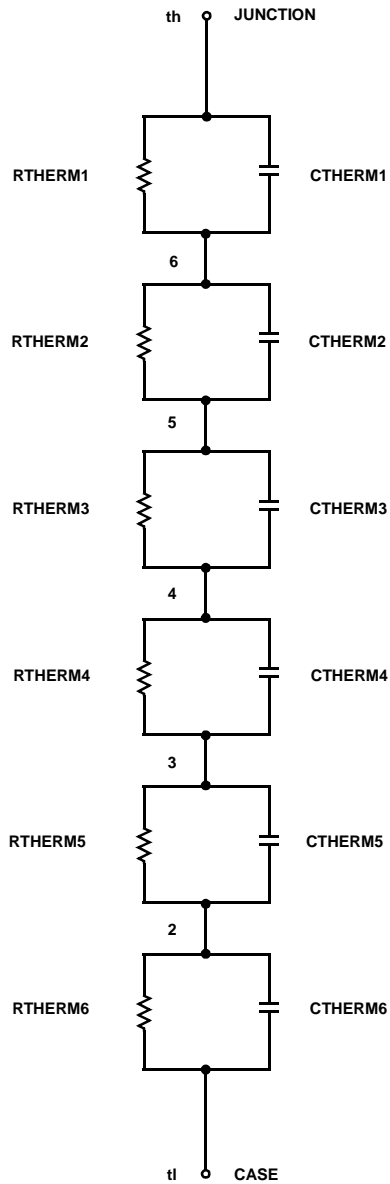 th JUNCTION
RTHERM1 CTHERM1
6
RTHERM2 CTHERM2
5
RTHERM3 CTHERM3
4
RTHERM4 CTHERM4
3
RTHERM5 CTHERM5
2
RTHERM6 CTHERM6
tl CASE